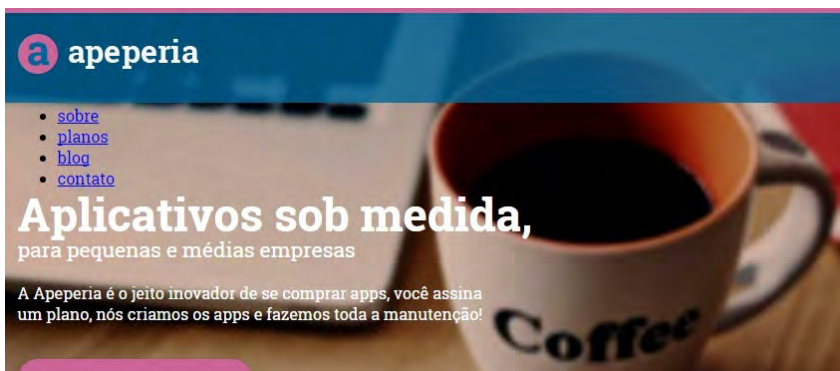 a apeperia
sobre
planos
blog
contato
Aplicativos sob medida,
para pequenas e médias empresas
A Apeperia é o jeito inovador de se comprar apps, você assina
um plano, nós criamos os apps e fazemos toda a manutenção!
Coffee